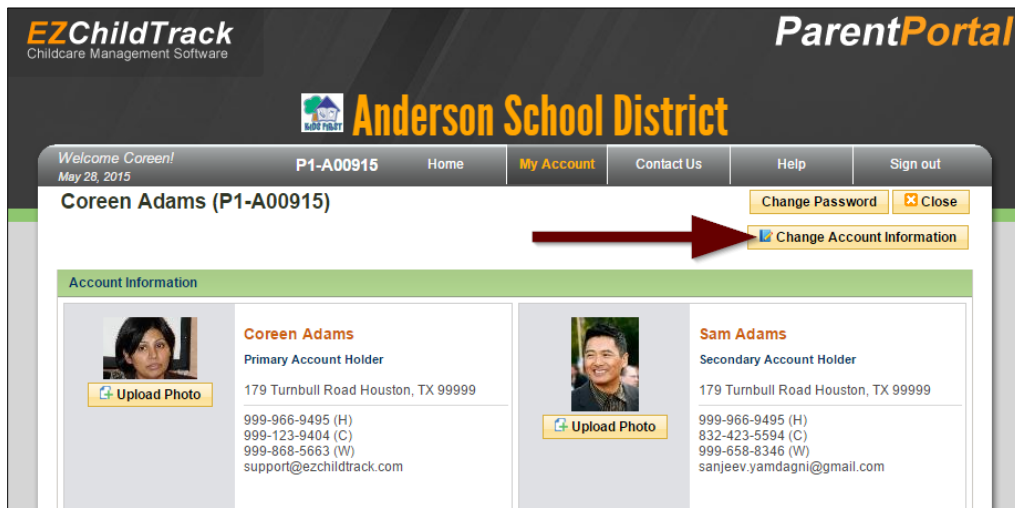 EZChildTrack
Childcare Management Software
ParentPortal
KIDS FIRST
Anderson School District
Welcome Coreen!
May 28, 2015
P1-A00915 Home My Account Contact Us Help Sign out
Coreen Adams (P1-A00915)
Change Password Close
Change Account Information
Account Information
Coreen Adams
Primary Account Holder
179 Turnbull Road Houston, TX 99999
999-966-9495 (H)
999-123-9404 (C)
999-868-5663 (W)
support@ezchildtrack.com
Upload Photo
Sam Adams
Secondary Account Holder
179 Turnbull Road Houston, TX 99999
999-966-9495 (H)
832-423-5594 (C)
999-658-8346 (W)
sanjeev.yamdagni@gmail.com
Upload Photo